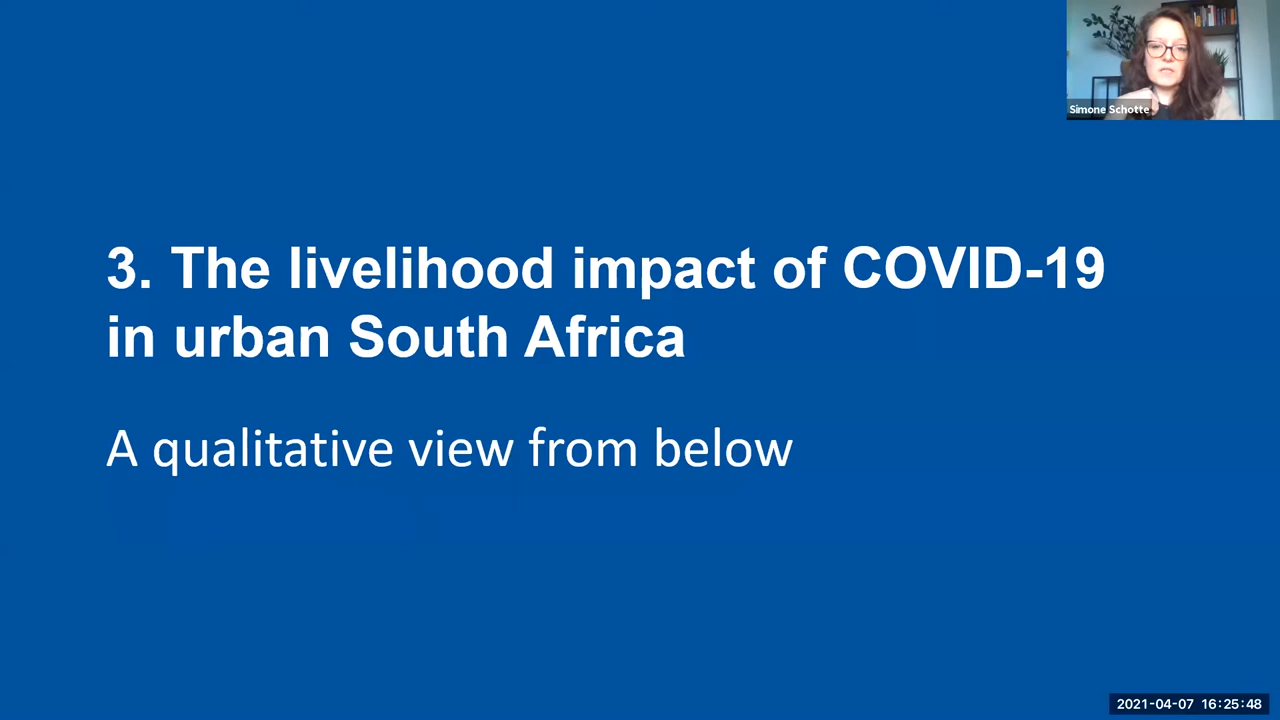 Simone Schotte
3. The livelihood impact of COVID-19
in urban South Africa
A qualitative view from below
2021-04-07 16:25:48